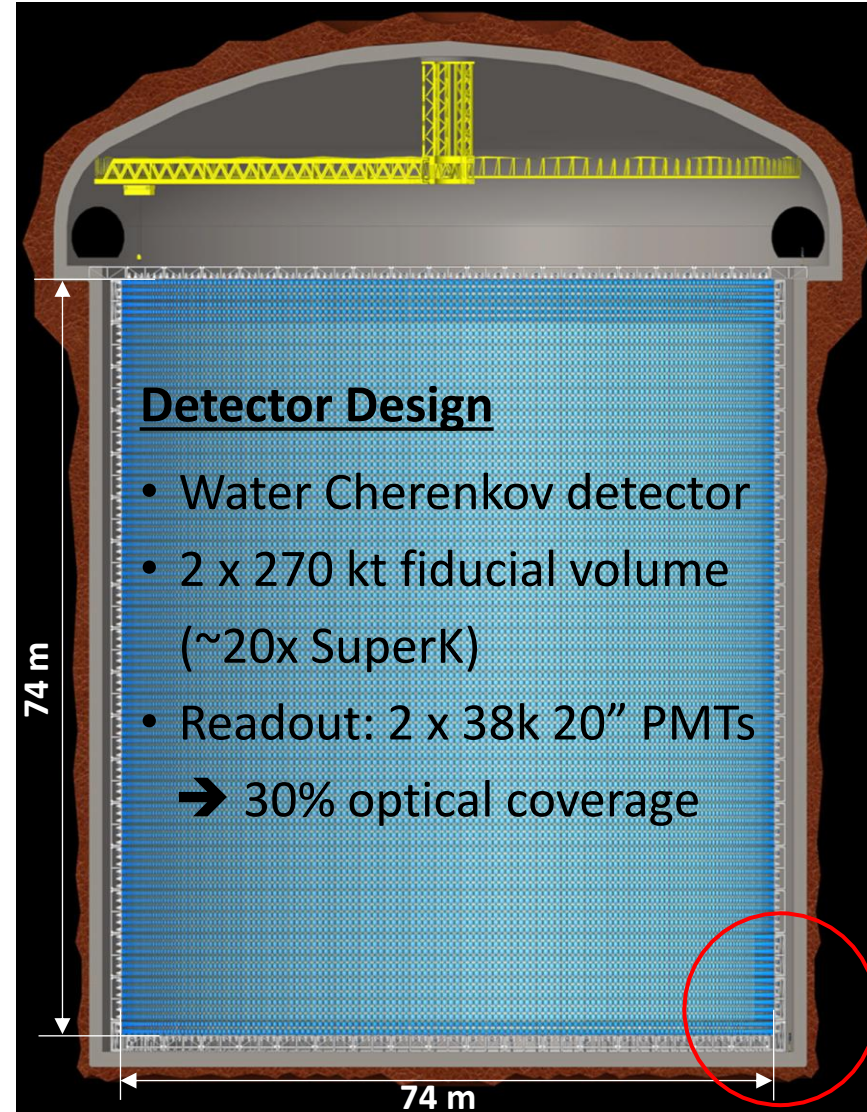 Detector Design
• Water Cherenkov detector
• 2 x 270 kt fiducial volume
(~20x SuperK)
• Readout: 2 x 38k 20” PMTs
➔ 30% optical coverage
74 m
74 m